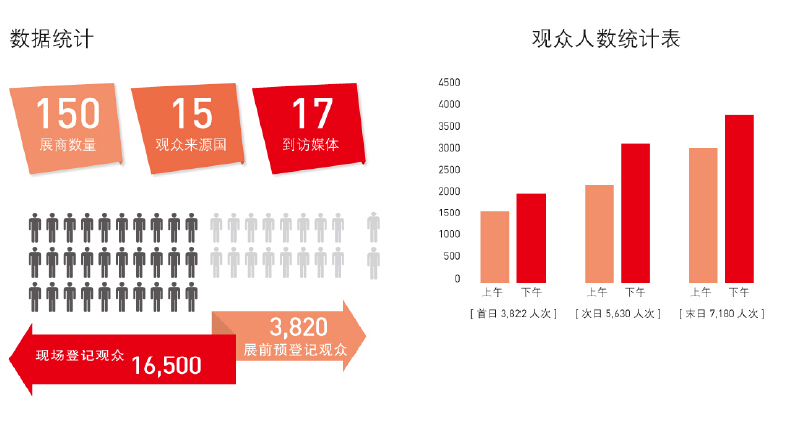 数据统计
150
展商数量
15
观众来源国
17
到访媒体
现场登记观众 16,500
3,820
展前预登记观众
观众人数统计表
4500
4000
3500
3000
2500
2000
1500
1000
500
0
上午 下午 上午 下午 上午 下午
[ 首日 3,822 人次 ] [ 次日 5,630 人次 ] [ 末日 7,180 人次 ]